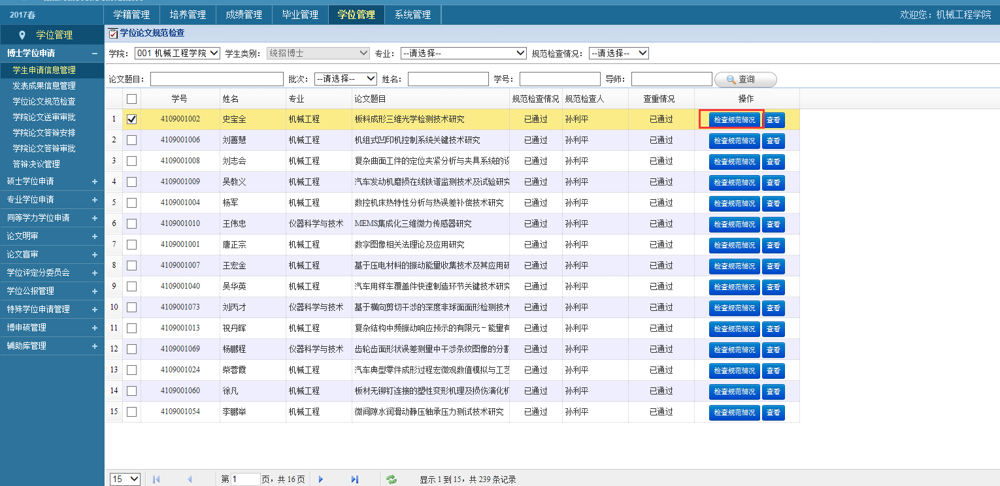 2017春 学籍管理 培养管理 成绩管理 毕业管理 学位管理 系统管理 欢迎您：机械工程学院
学位管理
博士学位申请 −
学生申请信息管理
发表成果信息管理
学位论文规范检查
学院论文送审审批
学院论文答辩安排
学院论文答辩审批
答辩决议管理
硕士学位申请 +
专业学位申请 +
同等学力学位申请 +
论文明审 +
论文盲审 +
学位评定分委员会 +
学位公报管理 +
特殊学位申请管理 +
博申硕管理 +
辅助库管理 +
学位论文规范检查
学院： 001 机械工程学院 学生类别： 统招博士 专业： --请选择-- 规范检查情况： --请选择--
论文题目： 批次： --请选择-- 姓名： 学号： 导师： 查询
学号 姓名 专业 论文题目 规范检查情况 规范检查人 查重情况 操作
1 4109001002 史宝全 机械工程 板料成形三维光学检测技术研究 已通过 孙利平 已通过 检查规范情况 查看
2 4109001006 刘善慧 机械工程 机组式凹印机控制系统关键技术研究 已通过 孙利平 已通过 检查规范情况 查看
3 4109001008 刘志会 机械工程 复杂曲面工件的定位夹紧分析与夹具系统的设 已通过 孙利平 已通过 检查规范情况 查看
4 4109001009 吴教义 机械工程 汽车发动机磨损在线铁谱监测技术及试验研究 已通过 孙利平 已通过 检查规范情况 查看
5 4109001004 杨军 机械工程 数控机床热特性分析与热误差补偿技术研究 已通过 孙利平 已通过 检查规范情况 查看
6 4109001010 王伟忠 仪器科学与技术 MEMS集成化三维微力传感器研究 已通过 孙利平 已通过 检查规范情况 查看
7 4109001001 唐正宗 机械工程 数字图像相关法理论及应用研究 已通过 孙利平 已通过 检查规范情况 查看
8 4109001007 王宏金 机械工程 基于压电材料的振动能量收集技术及其应用研 已通过 孙利平 已通过 检查规范情况 查看
9 4109001040 吴华英 机械工程 汽车用样车覆盖件快速制造环节关键技术研究 已通过 孙利平 已通过 检查规范情况 查看
10 4109001073 刘丙才 仪器科学与技术 基于横向剪切干涉的深度非球面面形检测技术 已通过 孙利平 已通过 检查规范情况 查看
11 4109001013 祝丹晖 机械工程 复杂结构中频振动响应预示的有限元－能量有 已通过 孙利平 已通过 检查规范情况 查看
12 4109001069 杨鹏程 仪器科学与技术 齿轮齿面形状误差测量中干涉条纹图像的分割 已通过 孙利平 已通过 检查规范情况 查看
13 4109001024 柴蓉霞 机械工程 汽车典型零件成形过程宏微观数值模拟与工艺 已通过 孙利平 已通过 检查规范情况 查看
14 4109001060 徐凡 机械工程 板材无铆钉连接的塑性变形机理及损伤演化机 已通过 孙利平 已通过 检查规范情况 查看
15 4109001054 李鹏举 机械工程 微间隙水润滑动静压轴承压力测试技术研究 已通过 孙利平 已通过 检查规范情况 查看
15 第 1 页，共 16 页 显示 1 到 15，共 239 条记录